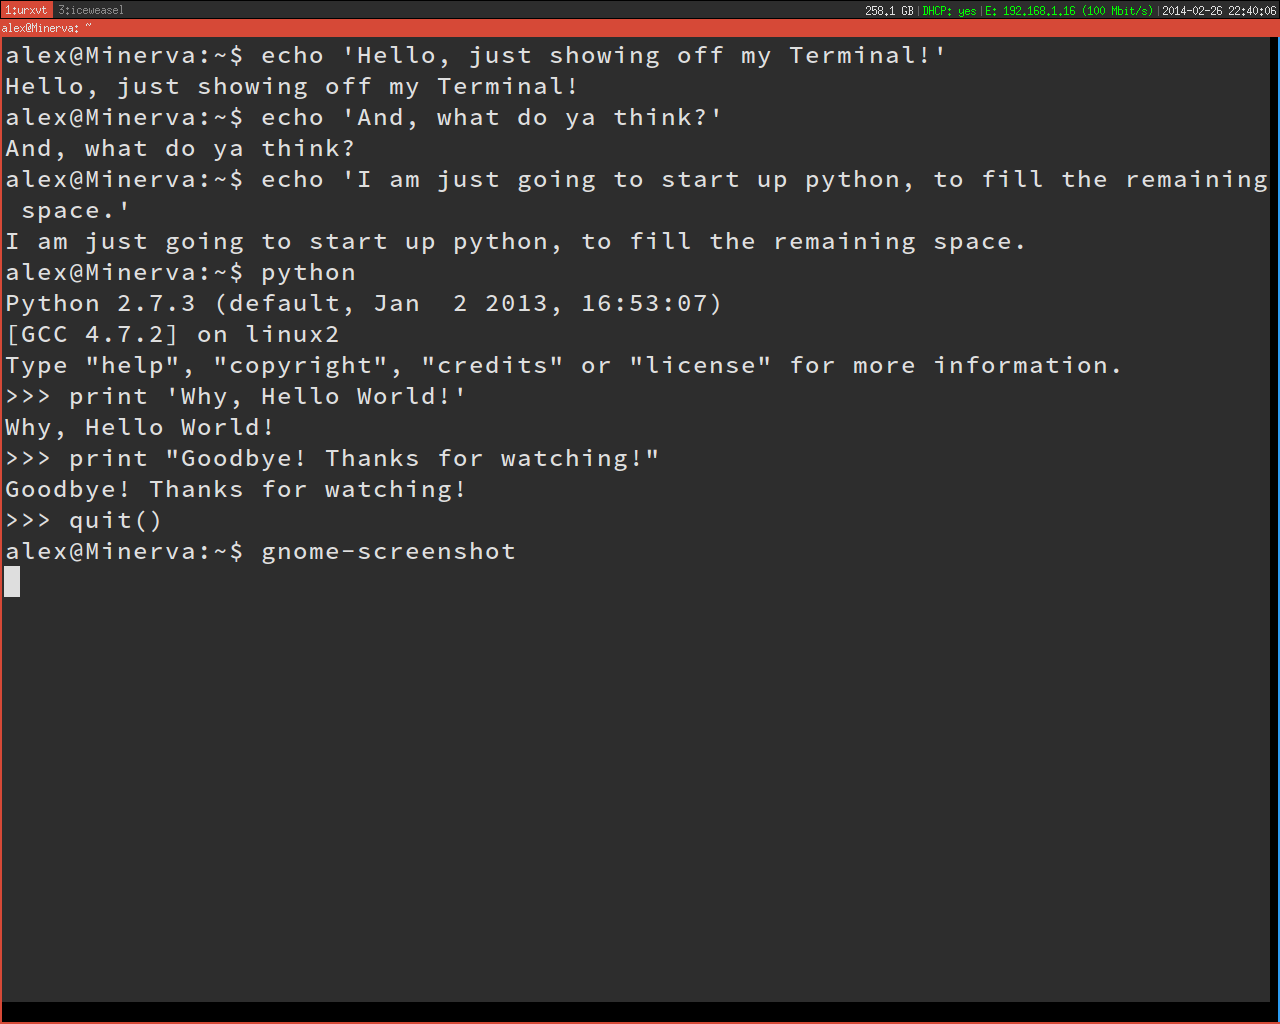 1:urxvt 3:iceweasel 258.1 GB|DHCP: yes|E: 192.168.1.16 (100 Mbit/s)|2014-02-26 22:40:06
alex@Minerva: ~
alex@Minerva:~$ echo 'Hello, just showing off my Terminal!'
Hello, just showing off my Terminal!
alex@Minerva:~$ echo 'And, what do ya think?'
And, what do ya think?
alex@Minerva:~$ echo 'I am just going to start up python, to fill the remaining
 space.'
I am just going to start up python, to fill the remaining space.
alex@Minerva:~$ python
Python 2.7.3 (default, Jan  2 2013, 16:53:07)
[GCC 4.7.2] on linux2
Type "help", "copyright", "credits" or "license" for more information.
>>> print 'Why, Hello World!'
Why, Hello World!
>>> print "Goodbye! Thanks for watching!"
Goodbye! Thanks for watching!
>>> quit()
alex@Minerva:~$ gnome-screenshot